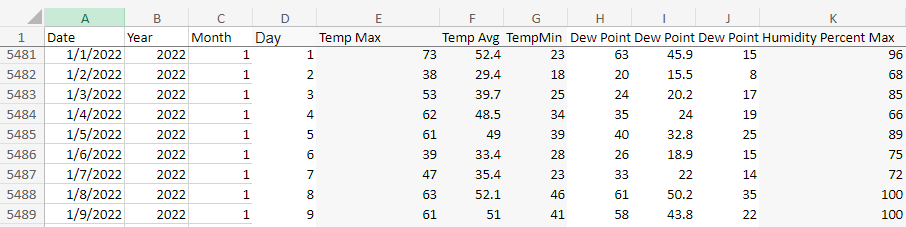 A B C D E F G H I J K
1 Date Year Month Day Temp Max Temp Avg TempMin Dew Point Dew Point Dew Point Humidity Percent Max
5481 1/1/2022 2022 1 1 73 52.4 23 63 45.9 15 96
5482 1/2/2022 2022 1 2 38 29.4 18 20 15.5 8 68
5483 1/3/2022 2022 1 3 53 39.7 25 24 20.2 17 85
5484 1/4/2022 2022 1 4 62 48.5 34 35 24 19 66
5485 1/5/2022 2022 1 5 61 49 39 40 32.8 25 89
5486 1/6/2022 2022 1 6 39 33.4 28 26 18.9 15 75
5487 1/7/2022 2022 1 7 47 35.4 23 33 22 14 72
5488 1/8/2022 2022 1 8 63 52.1 46 61 50.2 35 100
5489 1/9/2022 2022 1 9 61 51 41 58 43.8 22 100